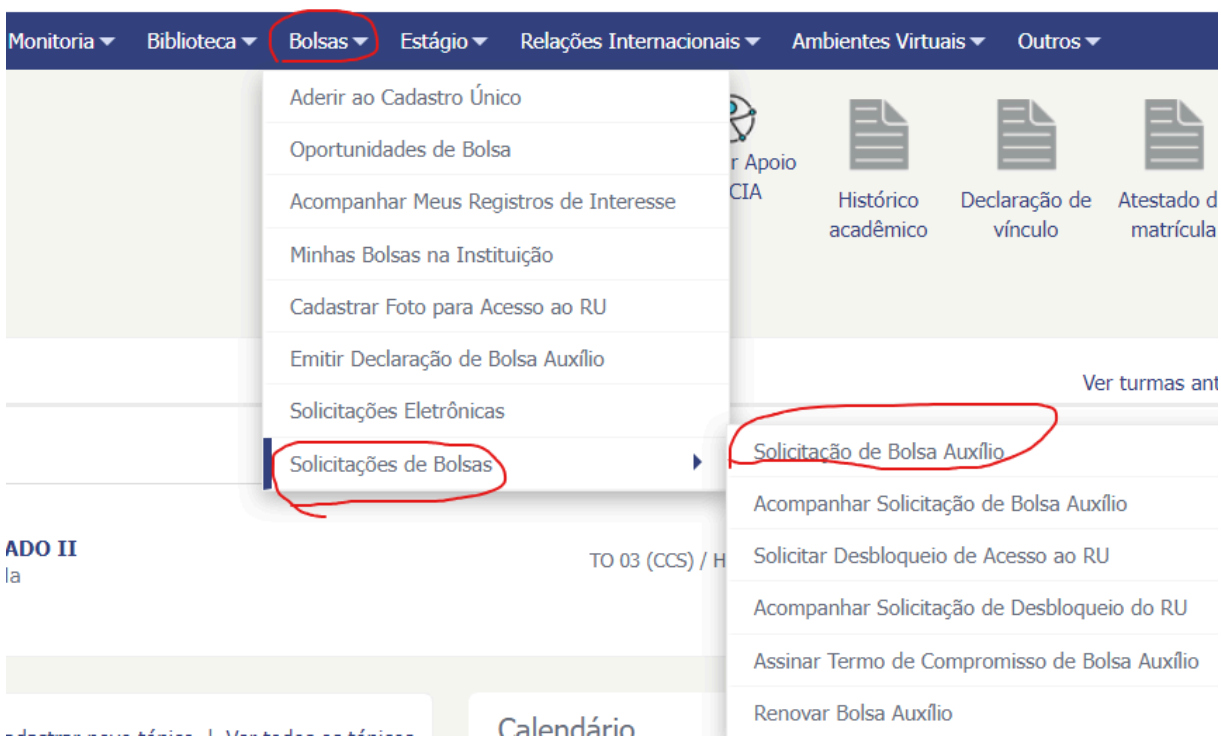 Monitoria Biblioteca Bolsas Estágio Relações Internacionais Ambientes Virtuais Outros
Aderir ao Cadastro Único
Oportunidades de Bolsa
Acompanhar Meus Registros de Interesse
Minhas Bolsas na Instituição
Cadastrar Foto para Acesso ao RU
Emitir Declaração de Bolsa Auxílio
Solicitações Eletrônicas
Solicitações de Bolsas
r Apoio
CIA
Histórico
acadêmico
Declaração de
vínculo
Atestado d
matrícula
Ver turmas ant
Solicitação de Bolsa Auxílio
Acompanhar Solicitação de Bolsa Auxílio
Solicitar Desbloqueio de Acesso ao RU
Acompanhar Solicitação de Desbloqueio do RU
Assinar Termo de Compromisso de Bolsa Auxílio
Renovar Bolsa Auxílio
ADO II
la
TO 03 (CCS) / H
Calendário